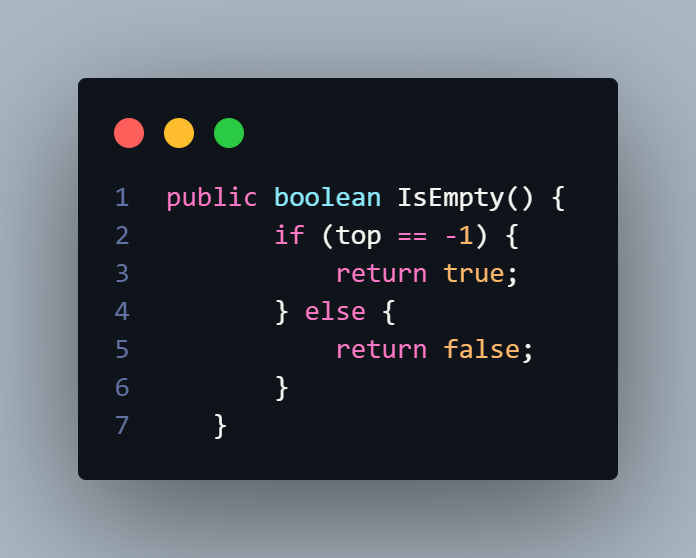 1 public boolean IsEmpty() {
2 if (top == -1) {
3 return true;
4 } else {
5 return false;
6 }
7 }